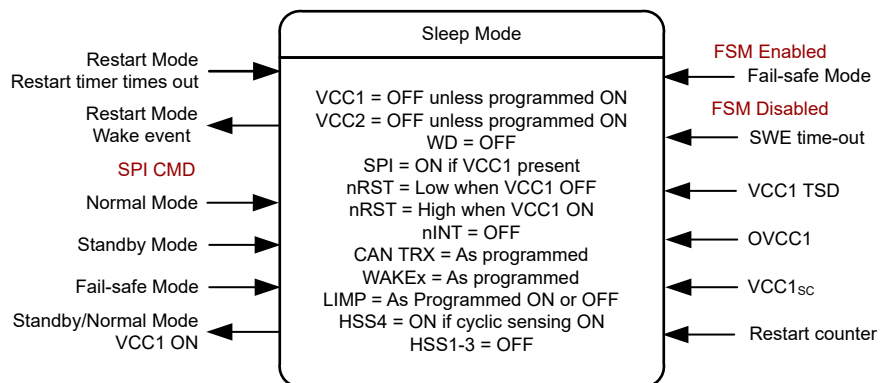 Sleep Mode
Restart Mode
Restart timer times out
Restart Mode
Wake event
SPI CMD
Normal Mode
Standby Mode
Fail-safe Mode
Standby/Normal Mode
VCC1 ON
VCC1 = OFF unless programmed ON
VCC2 = OFF unless programmed ON
WD = OFF
SPI = ON if VCC1 present
nRST = Low when VCC1 OFF
nRST = High when VCC1 ON
nINT = OFF
CAN TRX = As programmed
WAKEx = As programmed
LIMP = As Programmed ON or OFF
HSS4 = ON if cyclic sensing ON
HSS1-3 = OFF
FSM Enabled
Fail-safe Mode
FSM Disabled
SWE time-out
VCC1 TSD
OVCC1
VCC1SC
Restart counter